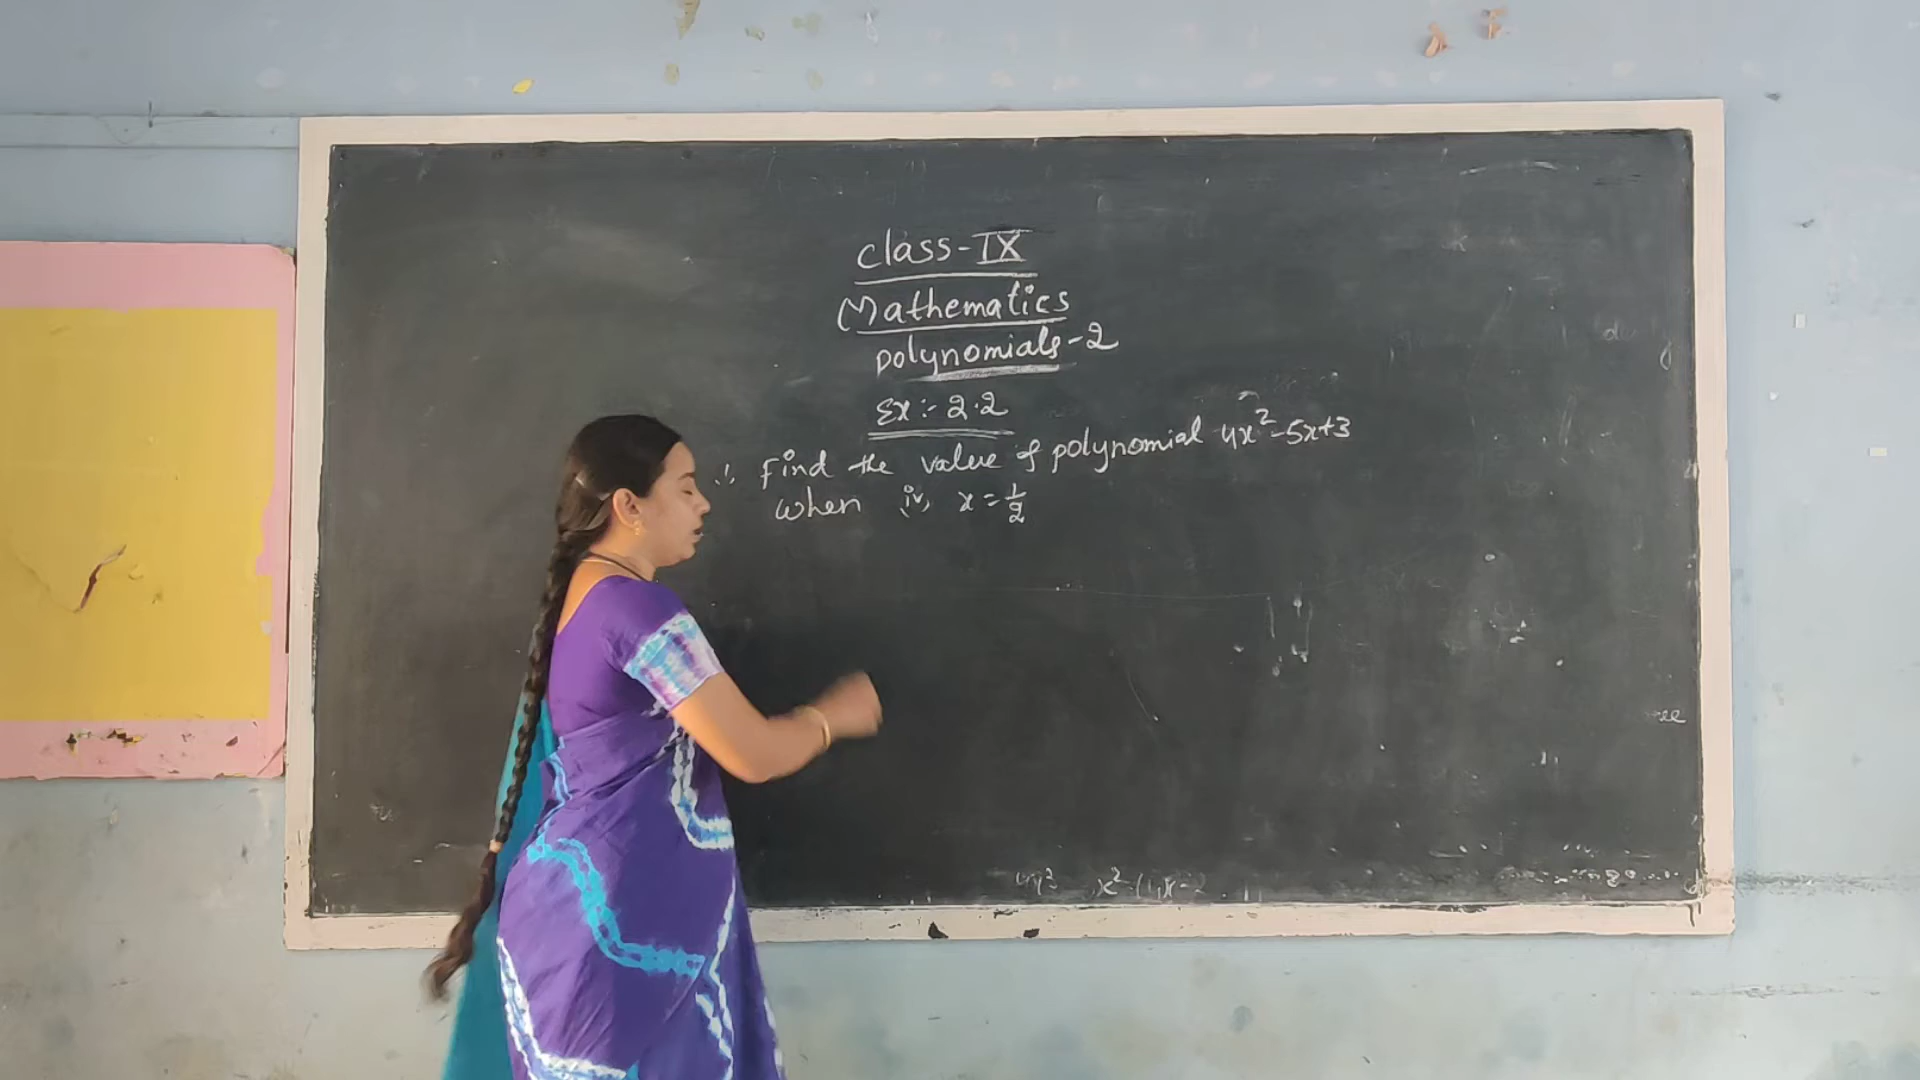 class-IX
Mathematics
polynomials-2
Ex:- 2.2
∴ Find the value of polynomial 4x²-5x+3
when iv, x = 1/2